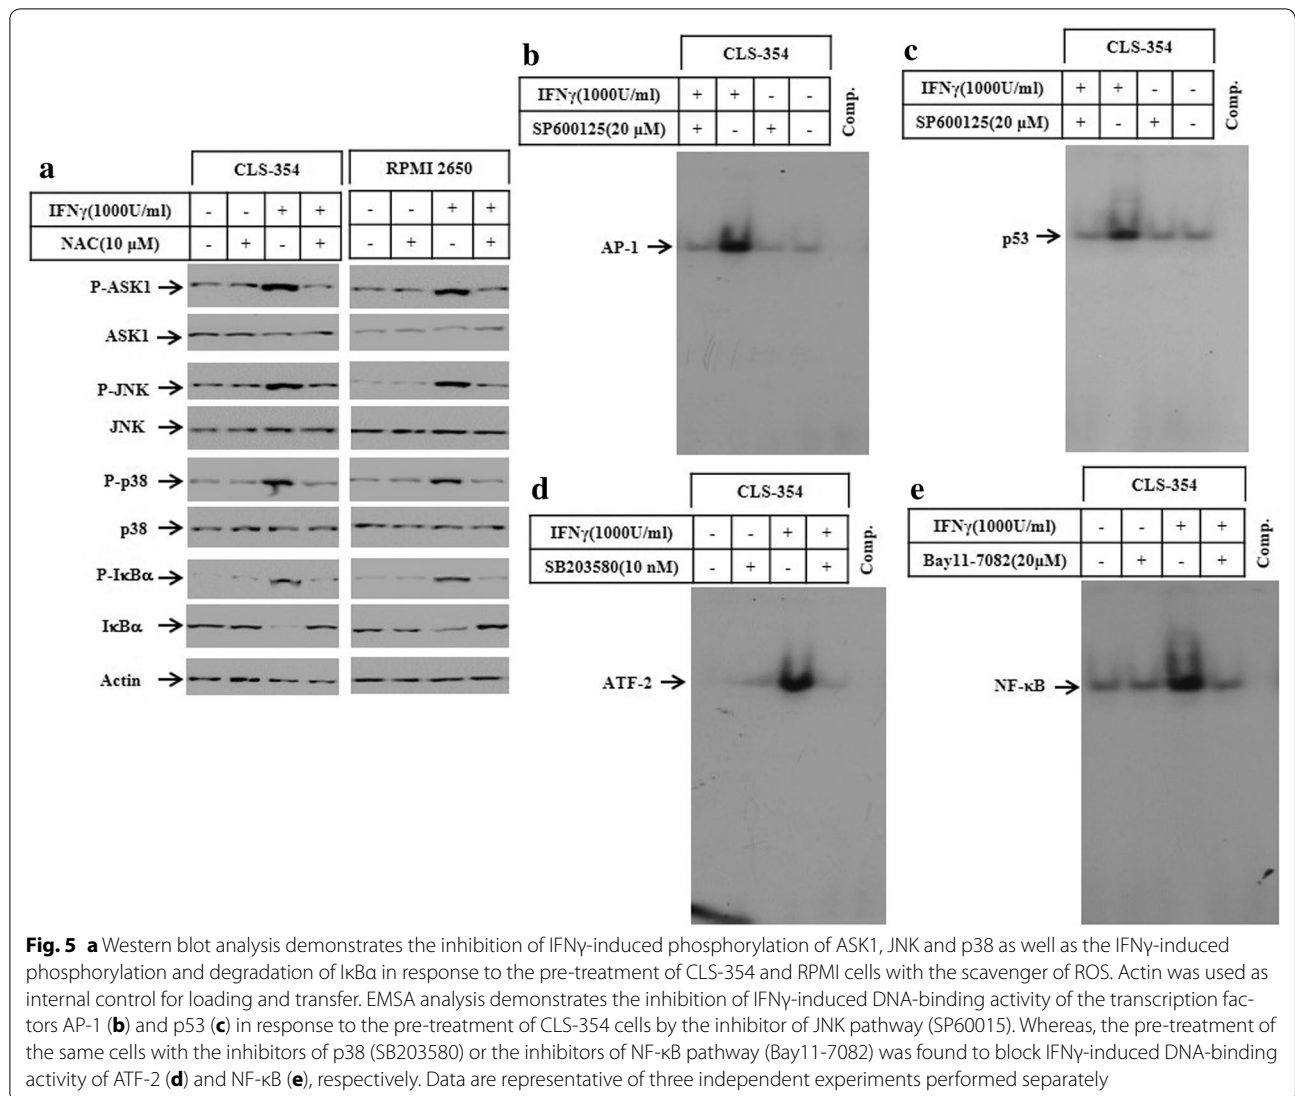 a
CLS-354 RPMI 2650
IFNγ(1000U/ml) - - + + - - + +
NAC(10 μM) - + - + - + - +
P-ASK1
ASK1
P-JNK
JNK
P-p38
p38
P-IκBα
IκBα
Actin
b
CLS-354
IFNγ(1000U/ml) + + - -
SP600125(20 μM) + - + -
Comp.
AP-1
c
CLS-354
IFNγ(1000U/ml) + + - -
SP600125(20 μM) + - + -
Comp.
p53
d
CLS-354
IFNγ(1000U/ml) - - + +
SB203580(10 nM) - + - +
Comp.
ATF-2
e
CLS-354
IFNγ(1000U/ml) - - + +
Bay11-7082(20μM) - + - +
Comp.
NF-κB
Fig. 5 a Western blot analysis demonstrates the inhibition of IFNγ-induced phosphorylation of ASK1, JNK and p38 as well as the IFNγ-induced
phosphorylation and degradation of IκBα in response to the pre-treatment of CLS-354 and RPMI cells with the scavenger of ROS. Actin was used as
internal control for loading and transfer. EMSA analysis demonstrates the inhibition of IFNγ-induced DNA-binding activity of the transcription fac-
tors AP-1 (b) and p53 (c) in response to the pre-treatment of CLS-354 cells by the inhibitor of JNK pathway (SP60015). Whereas, the pre-treatment of
the same cells with the inhibitors of p38 (SB203580) or the inhibitors of NF-κB pathway (Bay11-7082) was found to block IFNγ-induced DNA-binding
activity of ATF-2 (d) and NF-κB (e), respectively. Data are representative of three independent experiments performed separately